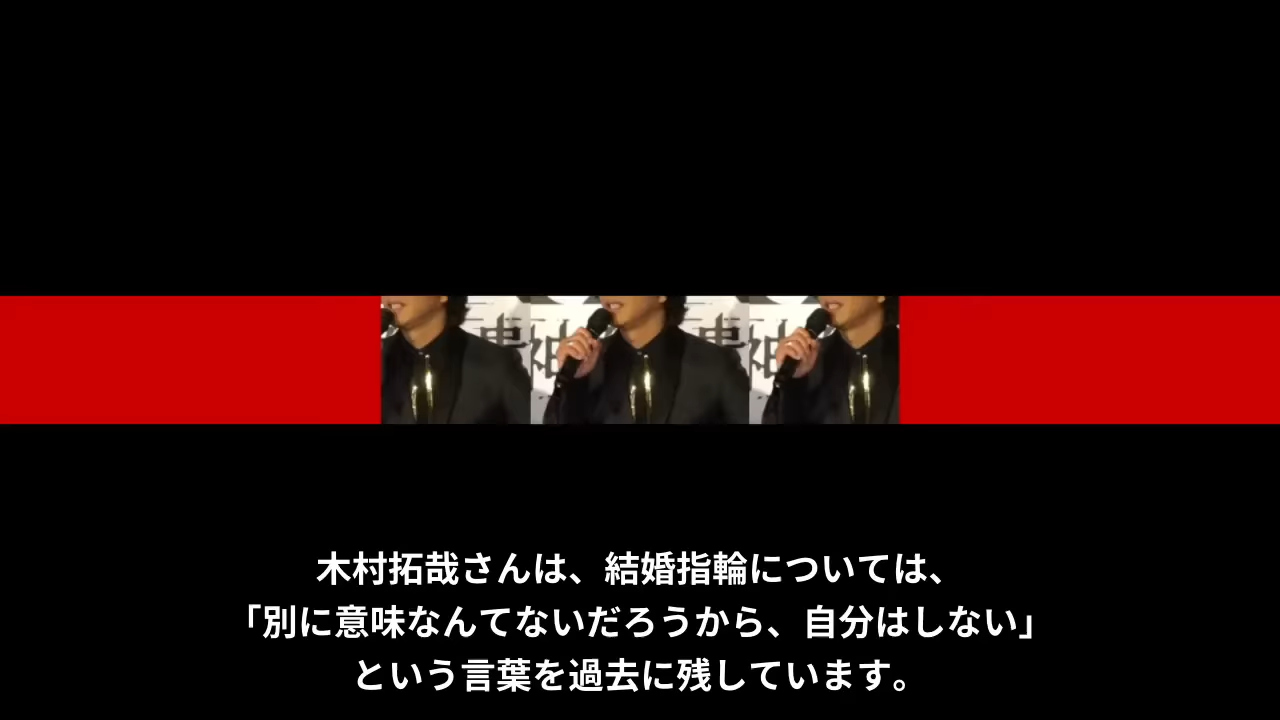 神
神
木村拓哉さんは、結婚指輪については、
「別に意味なんてないだろうから、自分はしない」
という言葉を過去に残しています。